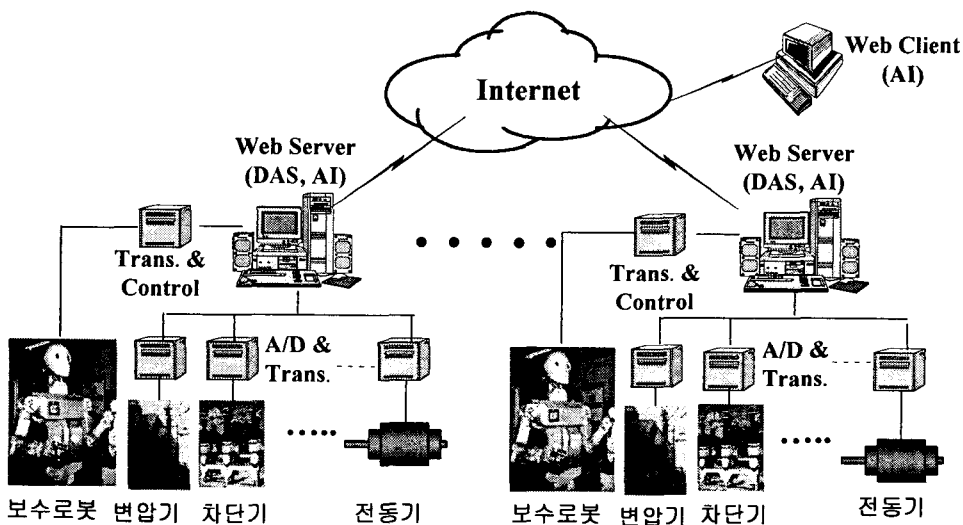 Internet
Web Client
(AI)
Web Server
(DAS, AI)
Web Server
(DAS, AI)
Trans. &
Control
Trans. &
Control
A/D &
Trans.
A/D &
Trans.
보수로봇 변압기 차단기 전동기
보수로봇 변압기 차단기 전동기